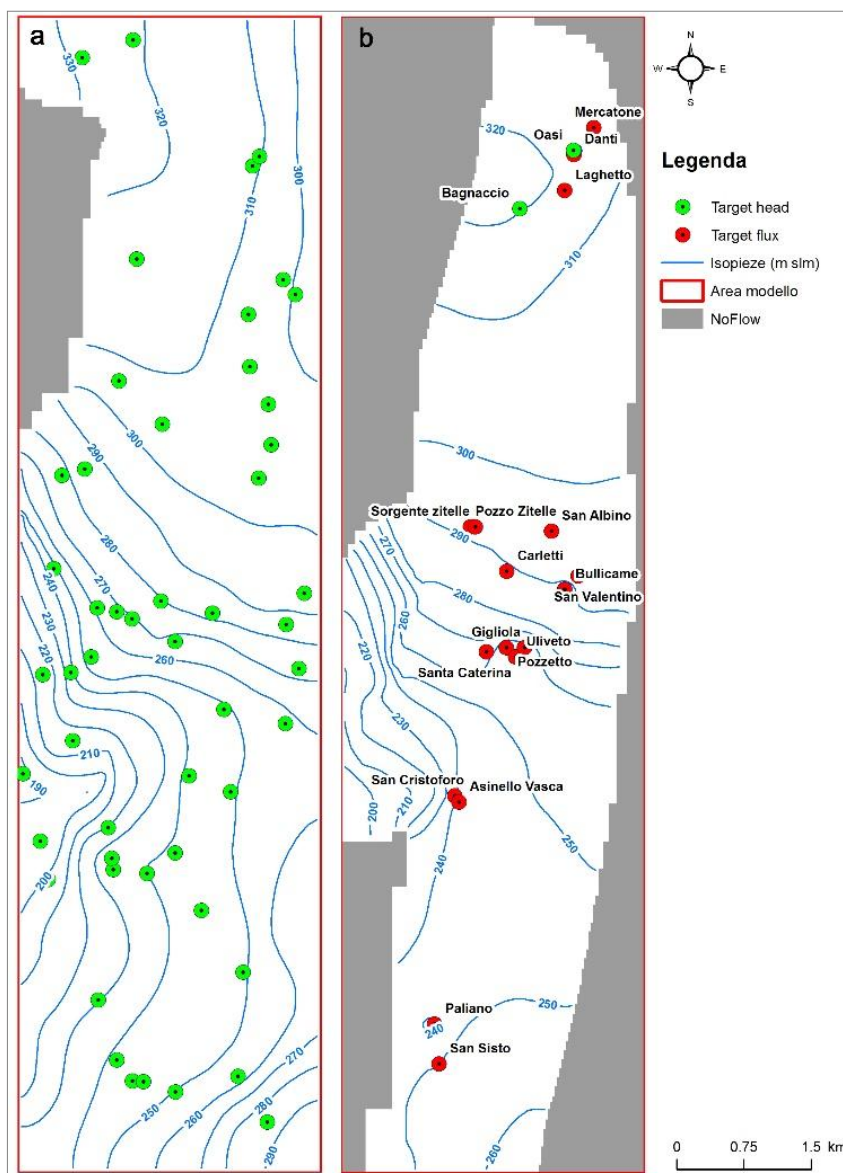 a
330
320
310
300
300
290
280
270
260
240
230
220
210
190
200
270
250
280
290
b
Mercatone
320
Oasi
Danti
Laghetto
Bagnaccio
310
300
Sorgente zitelle
Pozzo Zitelle
San Albino
290
270
Carletti
Bullicame
280
San Valentino
260
Gigliola
Uliveto
220
Santa Caterina
Pozzetto
230
San Cristoforo
Asinello Vasca
200
210
250
240
250
Paliano
240
San Sisto
260
N
W
E
S
Legenda
Target head
Target flux
Isopieze (m slm)
Area modello
NoFlow
0 0.75 1.5 km